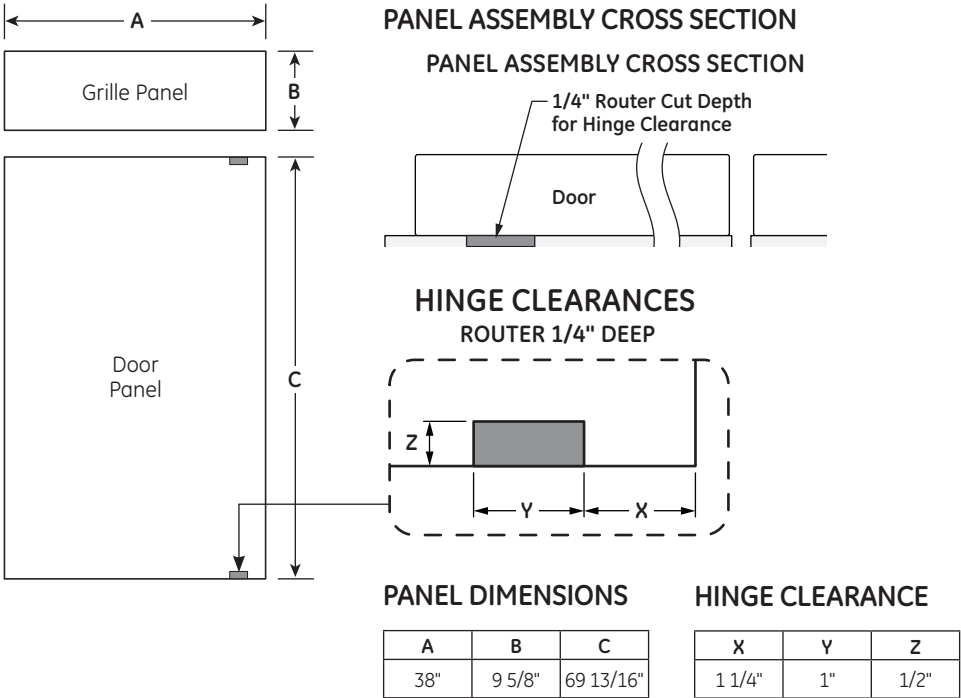 A
Grille Panel
B
Door
Panel
C
PANEL ASSEMBLY CROSS SECTION
PANEL ASSEMBLY CROSS SECTION
1/4" Router Cut Depth
for Hinge Clearance
Door
HINGE CLEARANCES
ROUTER 1/4" DEEP
Z
Y
X
PANEL DIMENSIONS
A B C
38" 9 5/8" 69 13/16"
HINGE CLEARANCE
X Y Z
1 1/4" 1" 1/2"